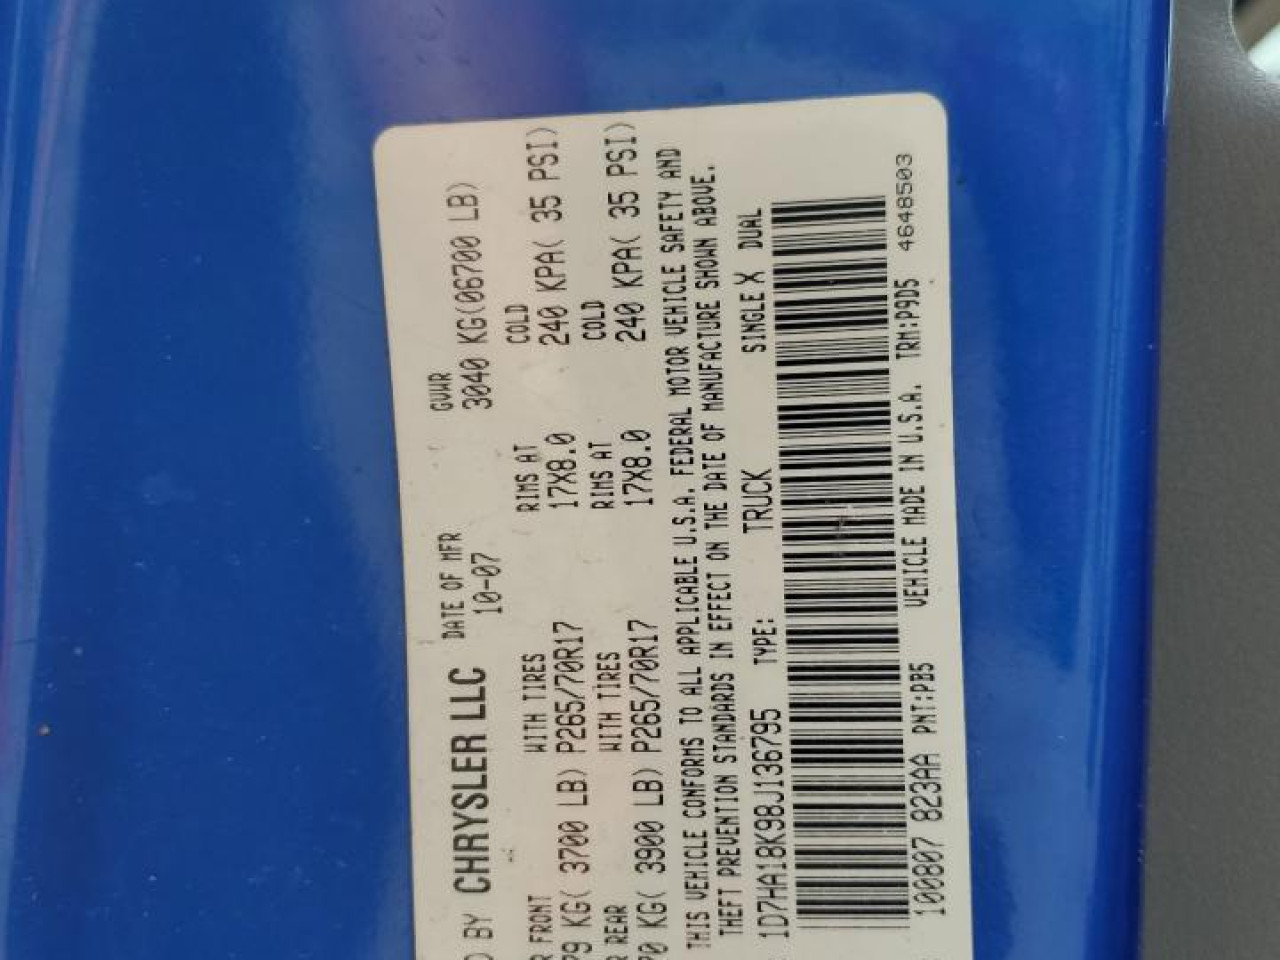 D BY CHRYSLER LLC DATE OF MFR 10-07 GVWR 3040 KG(06700 LB)
R FRONT WITH TIRES RIMS AT COLD
79 KG( 3700 LB) P265/70R17 17X8.0 240 KPA( 35 PSI)
R REAR WITH TIRES RIMS AT COLD
70 KG( 3900 LB) P265/70R17 17X8.0 240 KPA( 35 PSI)
THIS VEHICLE CONFORMS TO ALL APPLICABLE U.S.A. FEDERAL MOTOR VEHICLE SAFETY AND
THEFT PREVENTION STANDARDS IN EFFECT ON THE DATE OF MANUFACTURE SHOWN ABOVE.
1D7HA18K98J136795 TYPE: TRUCK SINGLE X DUAL
100807 823AA PNT:PB5 VEHICLE MADE IN U.S.A. TRM:P9D5 4648503